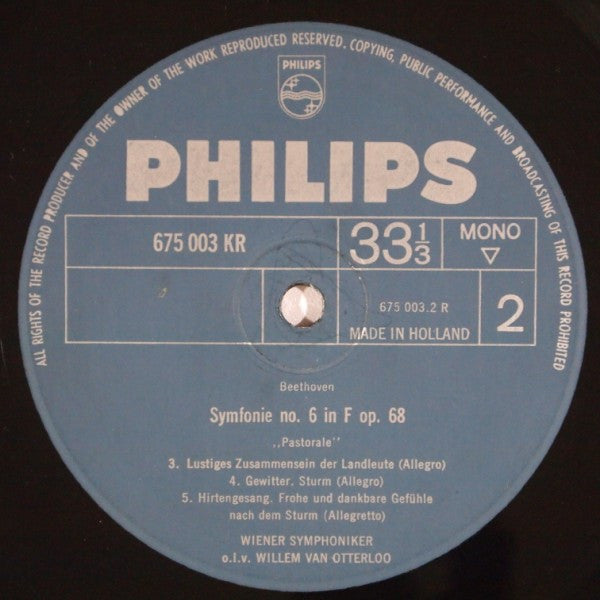 ALL RIGHTS OF THE RECORD PRODUCER AND OF THE OWNER OF THE WORK REPRODUCED RESERVED. COPYING, PUBLIC PERFORMANCE AND BROADCASTING OF THIS RECORD PROHIBITED
PHILIPS
PHILIPS
675 003 KR
33 1/3
MONO
675 003.2 R
MADE IN HOLLAND
2
Beethoven
Symfonie no. 6 in F op. 68
,,Pastorale''
3. Lustiges Zusammensein der Landleute (Allegro)
4. Gewitter. Sturm (Allegro)
5. Hirtengesang. Frohe und dankbare Gefühle
nach dem Sturm (Allegretto)
WIENER SYMPHONIKER
o.l.v. WILLEM VAN OTTERLOO